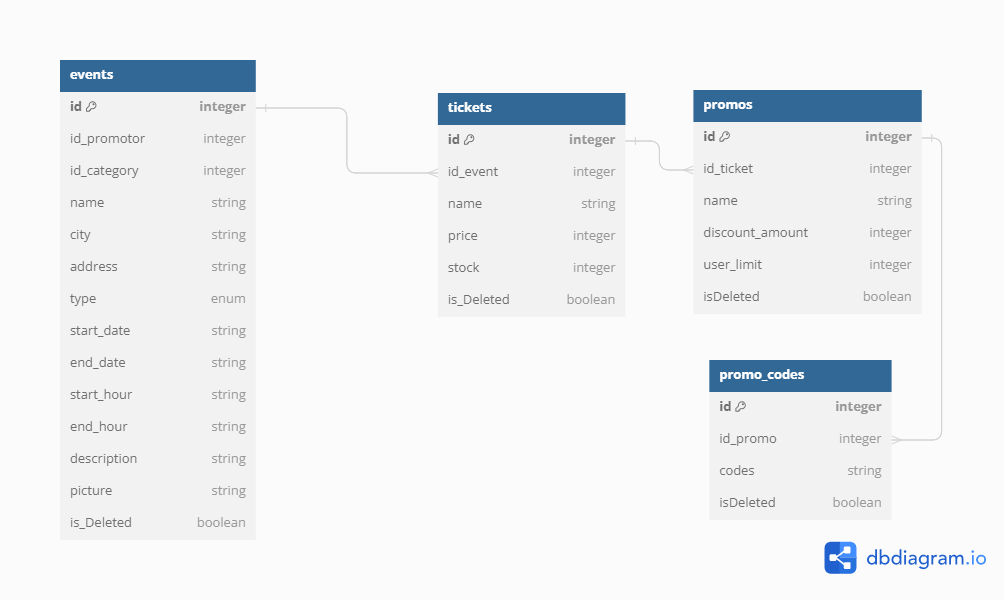 events
id integer
id_promotor integer
id_category integer
name string
city string
address string
type enum
start_date string
end_date string
start_hour string
end_hour string
description string
picture string
is_Deleted boolean
tickets
id integer
id_event integer
name string
price integer
stock integer
is_Deleted boolean
promos
id integer
id_ticket integer
name string
discount_amount integer
user_limit integer
isDeleted boolean
promo_codes
id integer
id_promo integer
codes string
isDeleted boolean
dbdiagram.io